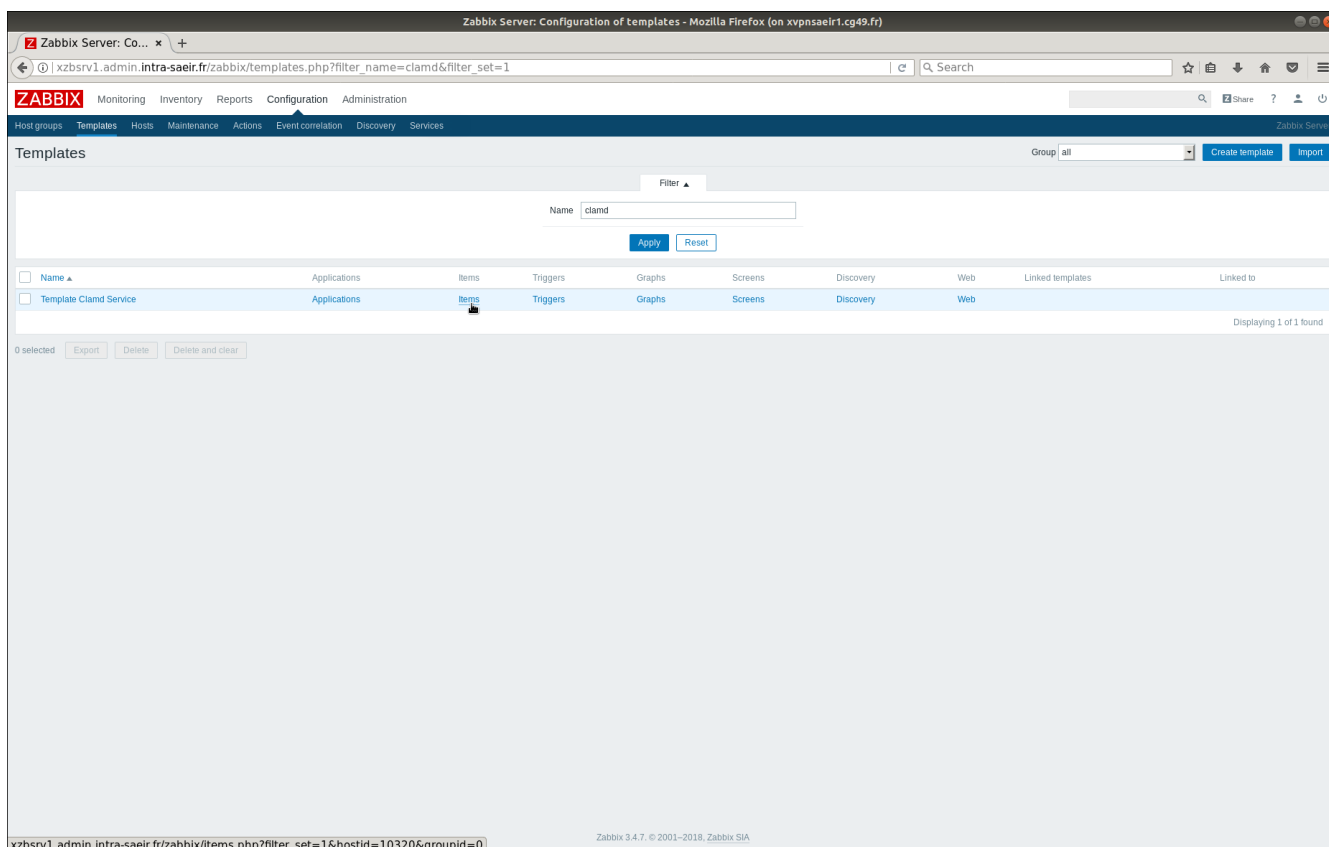 Zabbix Server: Configuration of templates - Mozilla Firefox (on xvpnsaeir1.cg49.fr)
Z Zabbix Server: Co... × +
xzbsrv1.admin.intra-saeir.fr/zabbix/templates.php?filter_name=clamd&filter_set=1 Search
ZABBIX Monitoring Inventory Reports Configuration Administration Z Share ?
Host groups Templates Hosts Maintenance Actions Event correlation Discovery Services Zabbix Server
Templates Group all Create template Import
Filter ▲
Name clamd
Apply Reset
Name ▲ Applications Items Triggers Graphs Screens Discovery Web Linked templates Linked to
Template Clamd Service Applications Items Triggers Graphs Screens Discovery Web
Displaying 1 of 1 found
0 selected Export Delete Delete and clear
Zabbix 3.4.7. © 2001–2018, Zabbix SIA
xzbsrv1.admin.intra-saeir.fr/zabbix/items.php?filter_set=1&hostid=10320&groupid=0